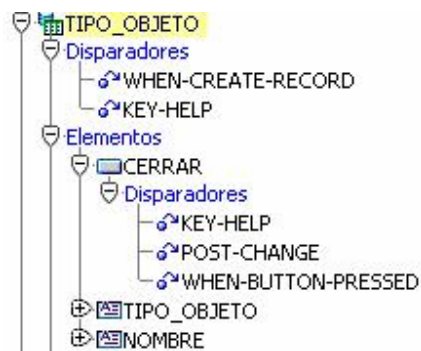 TIPO_OBJETO
Disparadores
WHEN-CREATE-RECORD
KEY-HELP
Elementos
CERRAR
Disparadores
KEY-HELP
POST-CHANGE
WHEN-BUTTON-PRESSED
TIPO_OBJETO
NOMBRE